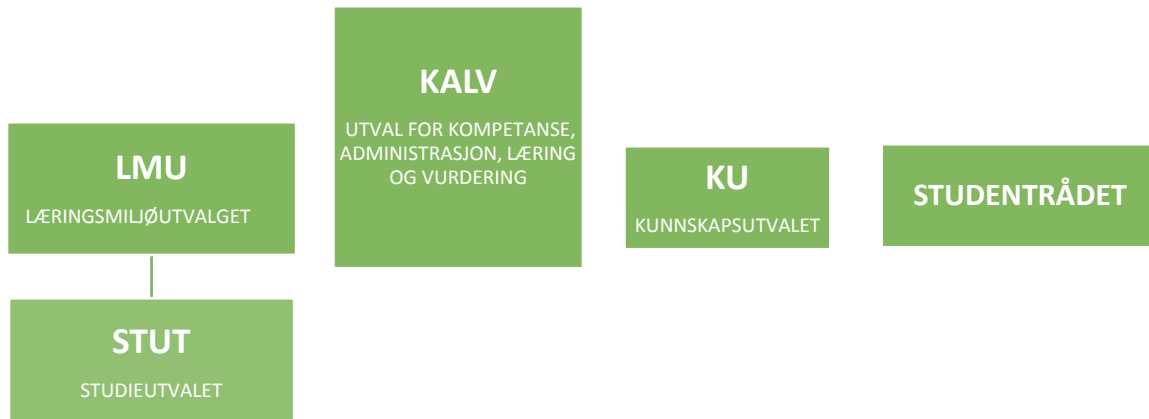 LMU
LÆRINGSMILJØUTVALGET
STUT
STUDIEUTVALET
KALV
UTVAL FOR KOMPETANSE,
ADMINISTRASJON, LÆRING
OG VURDERING
KU
KUNNSKAPSUTVALET
STUDENTRÅDET